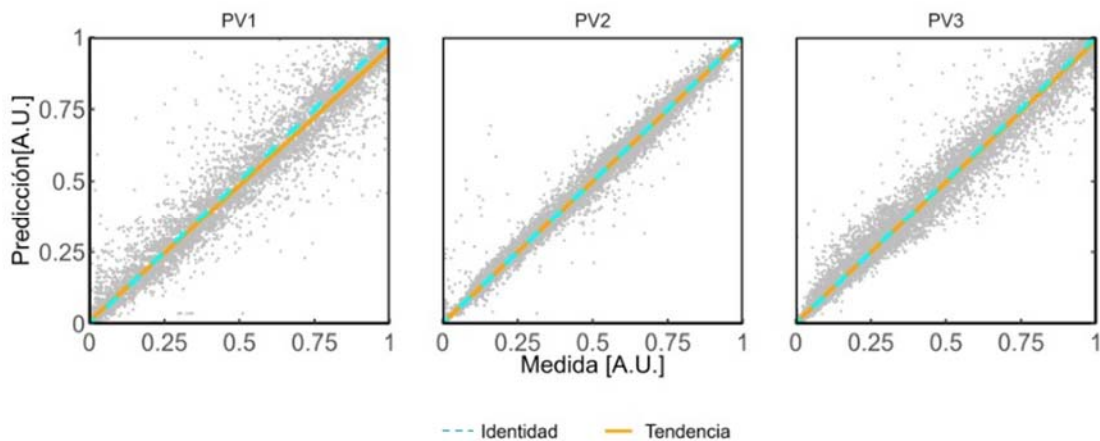 PV1 PV2 PV3
Predicción[A.U.]
1
0.75
0.5
0.25
0
0 0.25 0.5 0.75 1 0 0.25 0.5 0.75 1 0 0.25 0.5 0.75 1
Medida [A.U.]
Identidad Tendencia